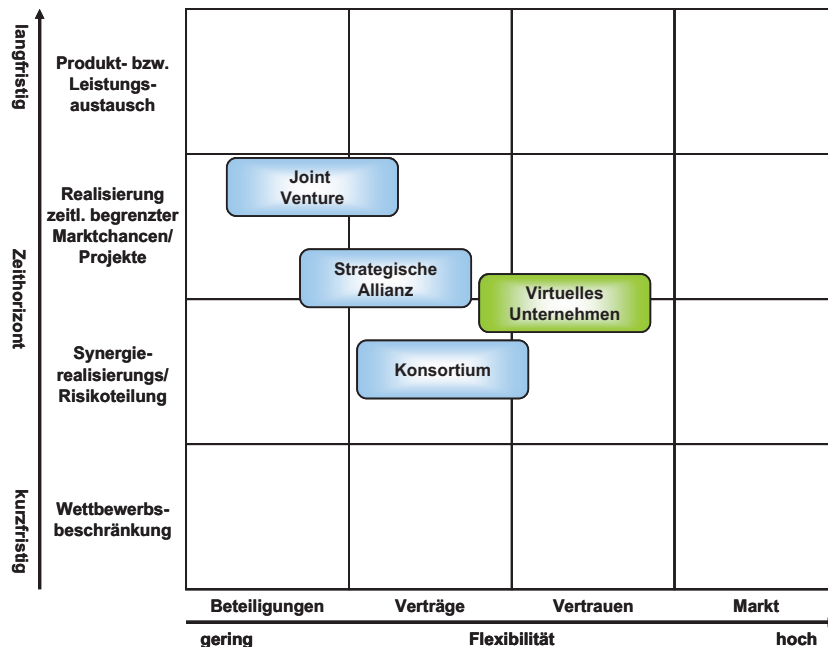 langfristig
Zeithorizont
kurzfristig
Produkt- bzw.
Leistungs-
austausch
Realisierung
zeitl. begrenzter
Marktchancen/
Projekte
Synergie-
realisierungs/
Risikoteilung
Wettbewerbs-
beschränkung
Joint
Venture
Strategische
Allianz
Virtuelles
Unternehmen
Konsortium
Beteiligungen
Verträge
Vertrauen
Markt
gering
Flexibilität
hoch